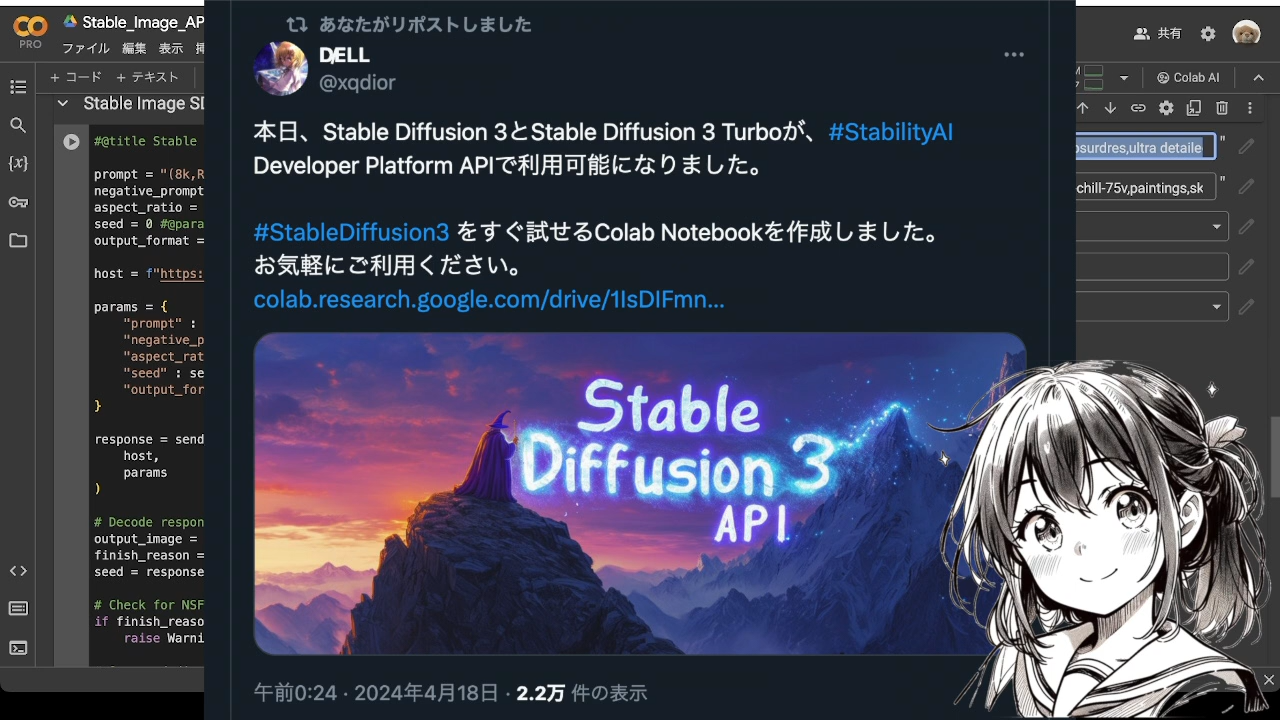 PRO
Stable_Image_AP
ファイル 編集 表示
+ コード + テキスト
Stable Image SD
#@title Stable
prompt = "(8k,R
negative_prompt
aspect_ratio =
seed = 0 #@para
output_format =
host = f"https:
params = {
"prompt" :
"negative_p
"aspect_rat
"seed" : se
"output_for
}
response = send
host,
params
)
# Decode respon
output_image =
finish_reason =
seed = response
# Check for NSF
if finish_reaso
raise Warni
あなたがリポストしました
DELL
@xqdior
本日、Stable Diffusion 3とStable Diffusion 3 Turboが、#StabilityAI
Developer Platform APIで利用可能になりました。
#StableDiffusion3 をすぐ試せるColab Notebookを作成しました。
お気軽にご利用ください。
colab.research.google.com/drive/1IsDIFmn...
Stable
Diffusion 3
API
午前0:24 · 2024年4月18日 · 2.2万 件の表示
共有
Colab AI
bsurdres,ultra detaile "
chill-75v,paintings,sk "